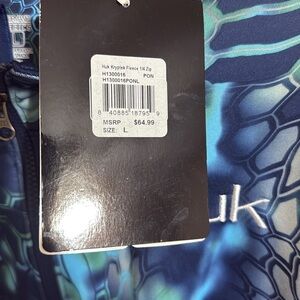 Huk Kryptek Fleece 1/4 Zip
H1300016 PON
H1300016PONL
8 40885 18795 9
MSRP $64.99
SIZE: L
uk